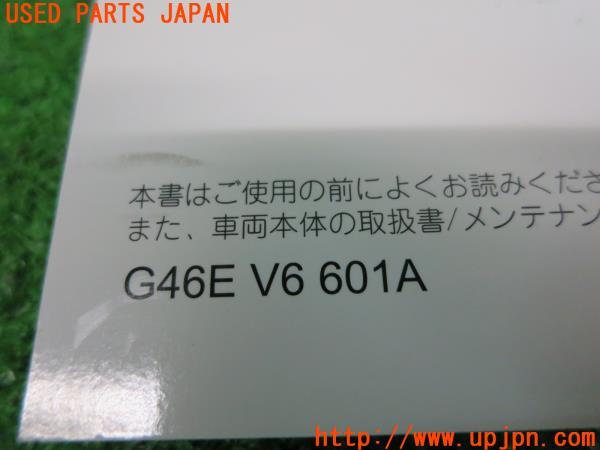 USED PARTS JAPAN
本書はご使用の前によくお読みくださ
また、車両本体の取扱書/メンテナン
G46E V6 601A
http://www.upjpn.com